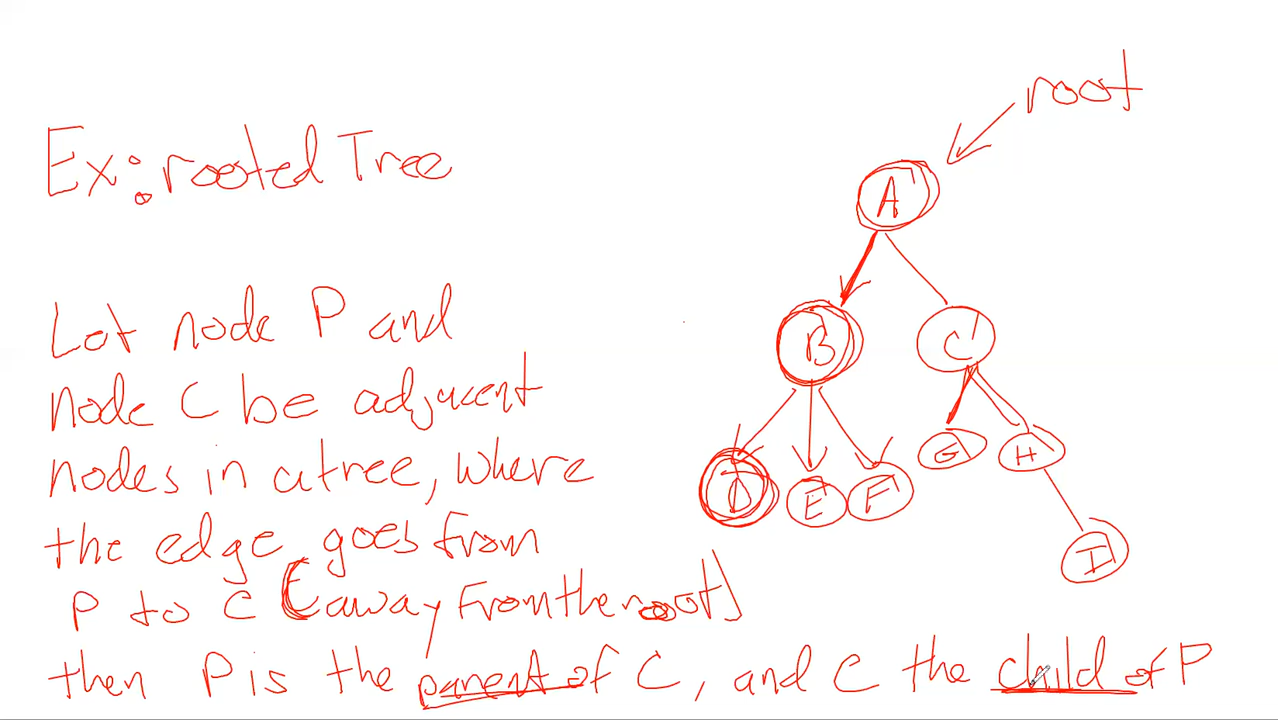 root
Ex: rooted Tree
A
B
C
D
E
F
G
H
I
Let node P and
node C be adjacent
nodes in a tree, where
the edge goes from
P to C (away from the root)
then P is the parent of C, and C the child of P